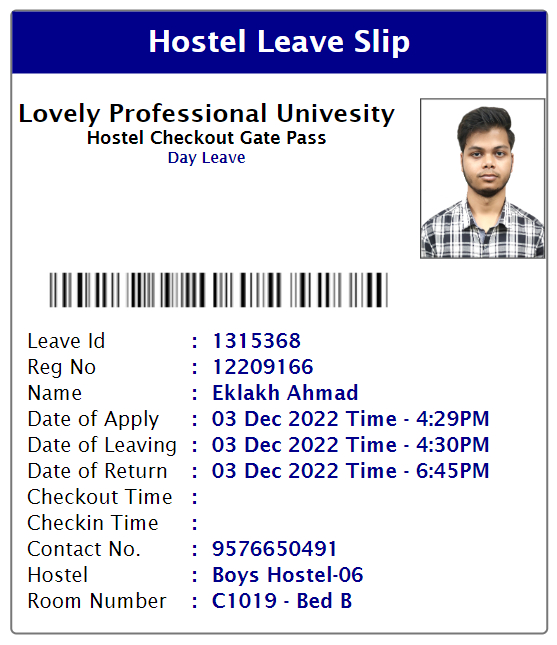 Hostel Leave Slip
Lovely Professional Univesity
Hostel Checkout Gate Pass
Day Leave
Leave Id : 1315368
Reg No : 12209166
Name : Eklakh Ahmad
Date of Apply : 03 Dec 2022 Time - 4:29PM
Date of Leaving : 03 Dec 2022 Time - 4:30PM
Date of Return : 03 Dec 2022 Time - 6:45PM
Checkout Time :
Checkin Time :
Contact No. : 9576650491
Hostel : Boys Hostel-06
Room Number : C1019 - Bed B